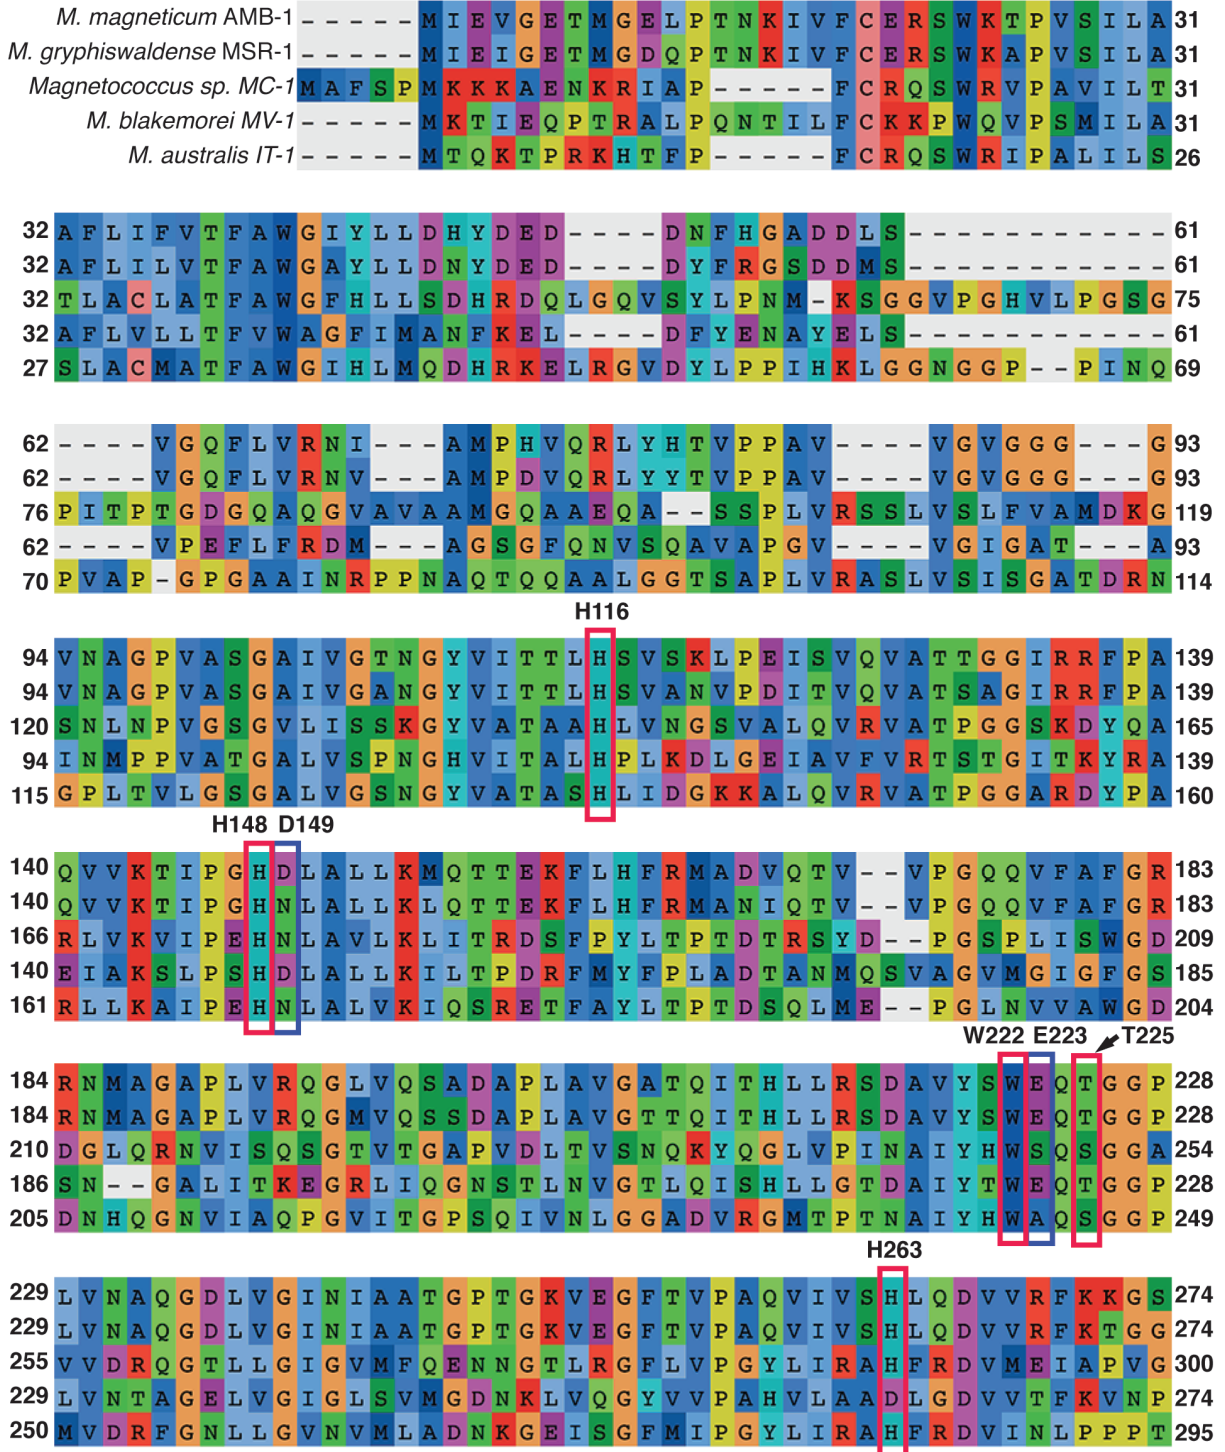 M. magneticum AMB-1 - - - - - M I E V G E T M G E L P T N K I V F C E R S W K T P V S I L A 31
M. gryphiswaldense MSR-1 - - - - - M I E I G E T M G D Q P T N K I V F C E R S W K A P V S I L A 31
Magnetococcus sp. MC-1 M A F S P M K K K A E N K R I A P - - - - - F C R Q S W R V P A V I L T 31
M. blakemorei MV-1 - - - - - M K T I E Q P T R A L P Q N T I L F C K K P W Q V P S M I L A 31
M. australis IT-1 - - - - - M T Q K T P R K H T F P - - - - - F C R Q S W R I P A L I L S 26
32 A F L I F V T F A W G I Y L L D H Y D E D - - - - D N F H G A D D L S - - - - - - - - - - - 61
32 A F L I L V T F A W G A Y L L D N Y D E D - - - - D Y F R G S D D M S - - - - - - - - - - - 61
32 T L A C L A T F A W G F H L L S D H R D Q L G Q V S Y L P N M - K S G G V P G H V L P G S G 75
32 A F L V L L T F V W A G F I M A N F K E L - - - - D F Y E N A Y E L S - - - - - - - - - - - 61
27 S L A C M A T F A W G I H L M Q D H R K E L R G V D Y L P P I H K L G G N G G P - - P I N Q 69
62 - - - - V G Q F L V R N I - - - A M P H V Q R L Y H T V P P A V - - - - V G V G G G - - - G 93
62 - - - - V G Q F L V R N V - - - A M P D V Q R L Y Y T V P P A V - - - - V G V G G G - - - G 93
76 P I T P T G D G Q A Q G V A V A A M G Q A A E Q A - - S S P L V R S S L V S L F V A M D K G 119
62 - - - - V P E F L F R D M - - - A G S G F Q N V S Q A V A P G V - - - - V G I G A T - - - A 93
70 P V A P - G P G A A I N R P P N A Q T Q Q A A L G G T S A P L V R A S L V S I S G A T D R N 114
H116
94 V N A G P V A S G A I V G T N G Y V I T T L H S V S K L P E I S V Q V A T T G G I R R F P A 139
94 V N A G P V A S G A I V G A N G Y V I T T L H S V A N V P D I T V Q V A T S A G I R R F P A 139
120 S N L N P V G S G V L I S S K G Y V A T A A H L V N G S V A L Q V R V A T P G G S K D Y Q A 165
94 I N M P P V A T G A L V S P N G H V I T A L H P L K D L G E I A V F V R T S T G I T K Y R A 139
115 G P L T V L G S G A L V G S N G Y V A T A S H L I D G K K A L Q V R V A T P G G A R D Y P A 160
H148 D149
140 Q V V K T I P G H D L A L L K M Q T T E K F L H F R M A D V Q T V - - V P G Q Q V F A F G R 183
140 Q V V K T I P G H N L A L L K L Q T T E K F L H F R M A N I Q T V - - V P G Q Q V F A F G R 183
166 R L V K V I P E H N L A V L K L I T R D S F P Y L T P T D T R S Y D - - P G S P L I S W G D 209
140 E I A K S L P S H D L A L L K I L T P D R F M Y F P L A D T A N M Q S V A G V M G I G F G S 185
161 R L L K A I P E H N L A L V K I Q S R E T F A Y L T P T D S Q L M E - - P G L N V V A W G D 204
W222 E223 T225
184 R N M A G A P L V R Q G L V Q S A D A P L A V G A T Q I T H L L R S D A V Y S W E Q T G G P 228
184 R N M A G A P L V R Q G M V Q S S D A P L A V G T T Q I T H L L R S D A V Y S W E Q T G G P 228
210 D G L Q R N V I S Q S G T V T G A P V D L T V S N Q K Y Q G L V P I N A I Y H W S Q S G G A 254
186 S N - - G A L I T K E G R L I Q G N S T L N V G T L Q I S H L L G T D A I Y T W E Q T G G P 228
205 D N H Q G N V I A Q P G V I T G P S Q I V N L G G A D V R G M T P T N A I Y H W A Q S G G P 249
H263
229 L V N A Q G D L V G I N I A A T G P T G K V E G F T V P A Q V I V S H L Q D V V R F K K G S 274
229 L V N A Q G D L V G I N I A A T G P T G K V E G F T V P A Q V I V S H L Q D V V R F K T G G 274
255 V V D R Q G T L L G I G V M F Q E N N G T L R G F L V P G Y L I R A H F R D V M E I A P V G 300
229 L V N T A G E L V G I G L S V M G D N K L V Q G Y V V P A H V L A A D L G D V V T F K V N P 274
250 M V D R F G N L L G V N V M L A D N K G E I S G F M I P G Y L I R A H F R D V I N L P P P T 295